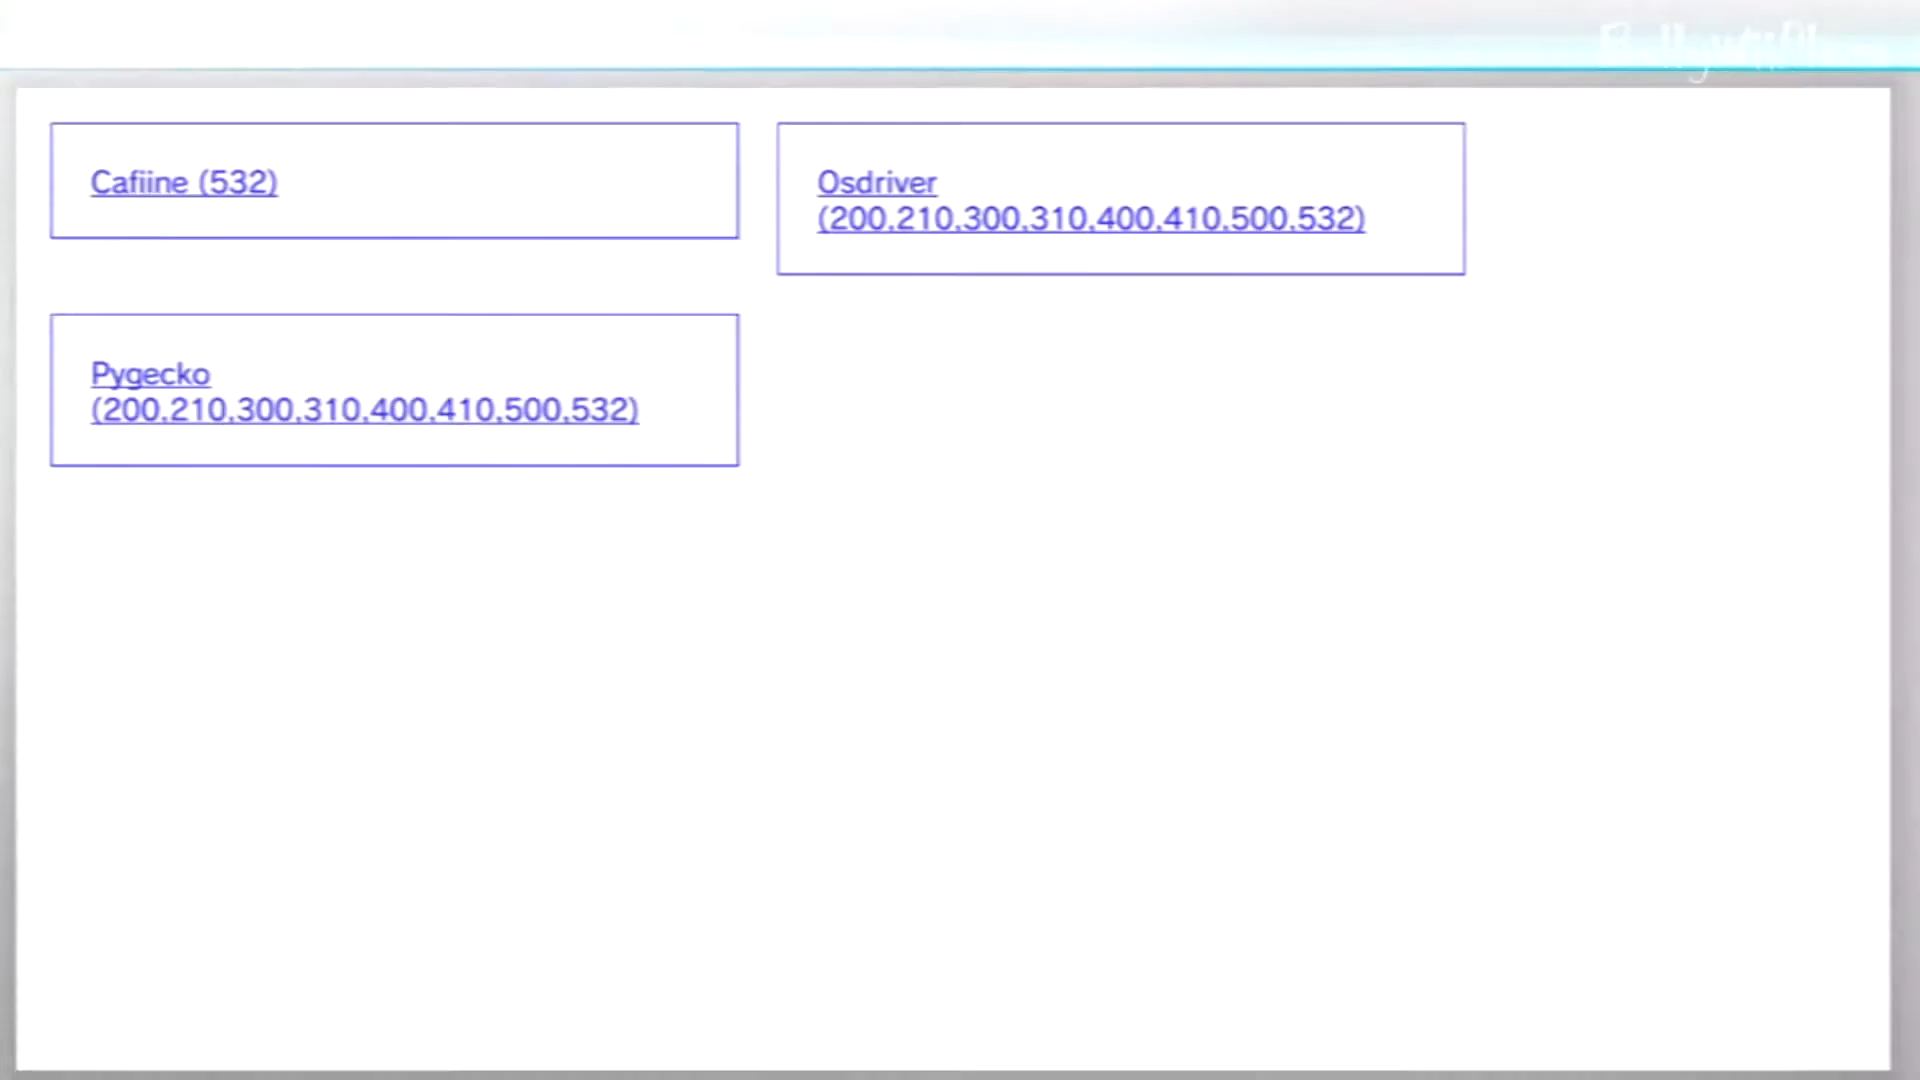 Cafiine (532)
Osdriver
(200,210,300,310,400,410,500,532)
Pygecko
(200,210,300,310,400,410,500,532)